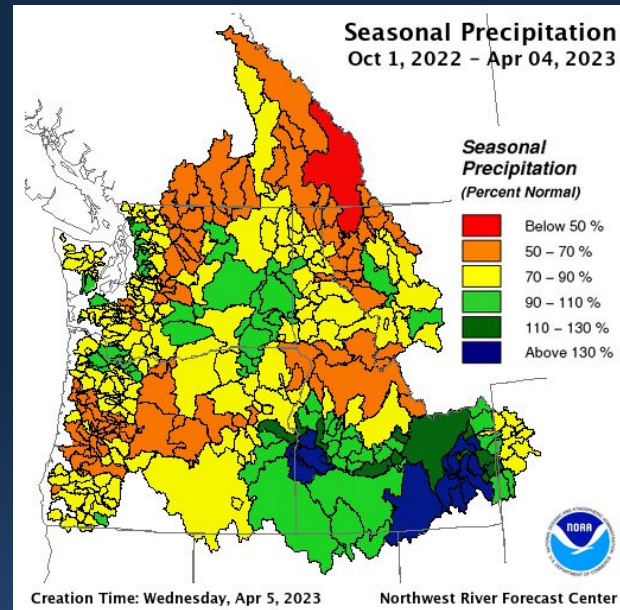 Seasonal Precipitation
Oct 1, 2022 – Apr 04, 2023
Seasonal
Precipitation
(Percent Normal)
Below 50 %
50 – 70 %
70 – 90 %
90 – 110 %
110 – 130 %
Above 130 %
NOAA
Creation Time: Wednesday, Apr 5, 2023
Northwest River Forecast Center